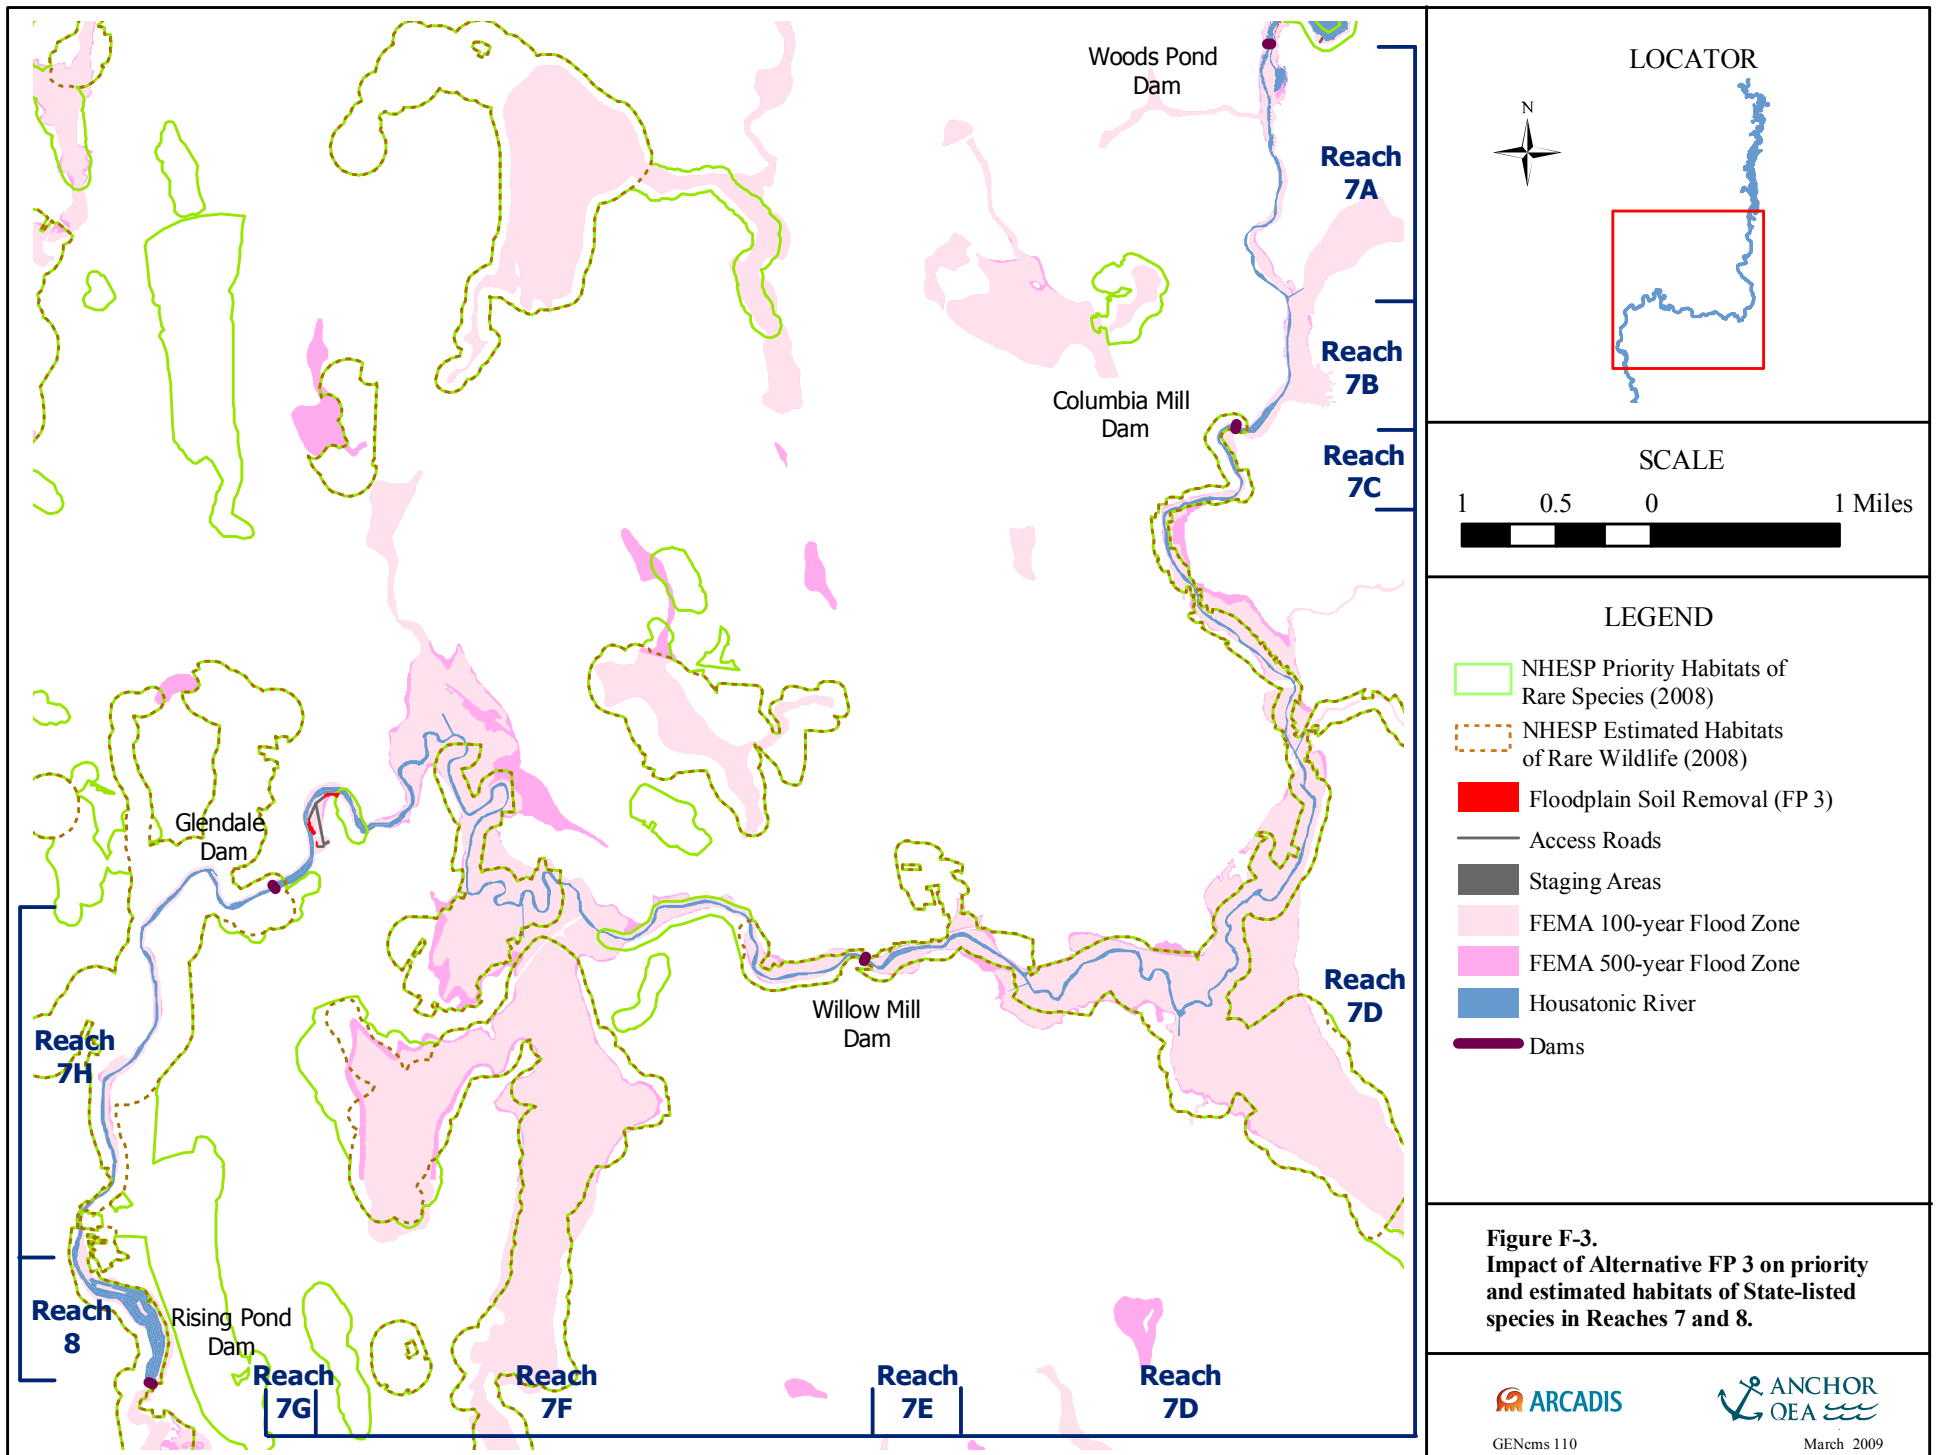 Woods Pond
Dam
Reach
7A
Reach
7B
Columbia Mill
Dam
Reach
7C
Glendale
Dam
Willow Mill
Dam
Reach
7D
Reach
7H
Reach
8
Rising Pond
Dam
Reach
7G
Reach
7F
Reach
7E
Reach
7D
LOCATOR
N
SCALE
1 0.5 0 1 Miles
LEGEND
NHESP Priority Habitats of
Rare Species (2008)
NHESP Estimated Habitats
of Rare Wildlife (2008)
Floodplain Soil Removal (FP 3)
Access Roads
Staging Areas
FEMA 100-year Flood Zone
FEMA 500-year Flood Zone
Housatonic River
Dams
Figure F-3.
Impact of Alternative FP 3 on priority
and estimated habitats of State-listed
species in Reaches 7 and 8.
ARCADIS
ANCHOR
QEA
GENcms 110
March 2009